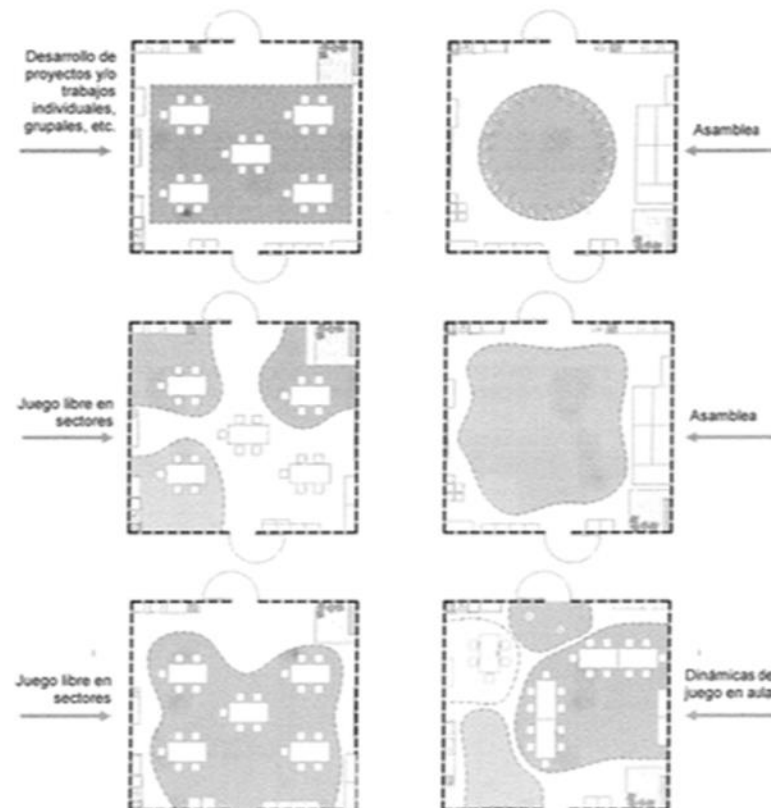 Desarrollo de
proyectos y/o
trabajos
individuales,
grupales, etc.
Asamblea
Juego libre en
sectores
Asamblea
Juego libre en
sectores
Dinámicas de
juego en aula